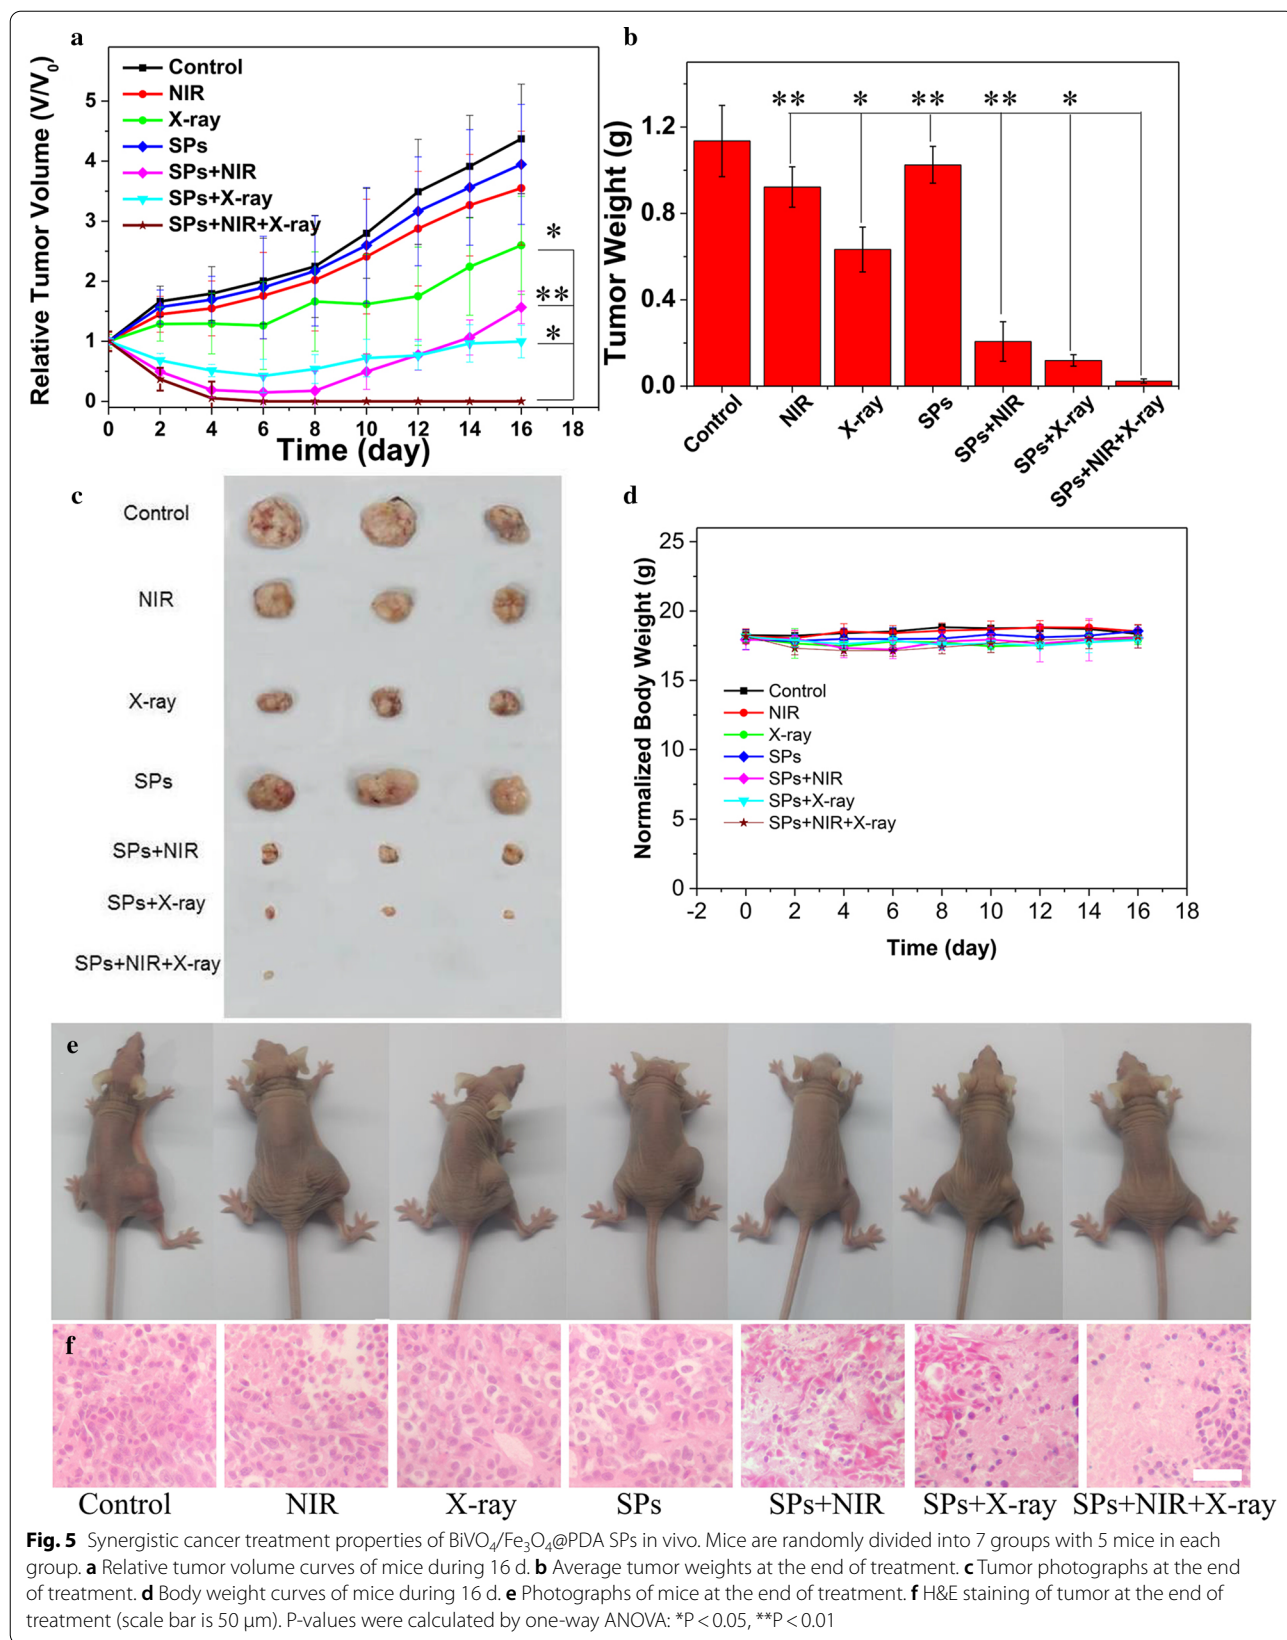 a
Relative Tumor Volume (V/V₀)
5
4
3
2
1
0
Control
NIR
X-ray
SPs
SPs+NIR
SPs+X-ray
SPs+NIR+X-ray
*
**
*
0 2 4 6 8 10 12 14 16 18
Time (day)
b
Tumor Weight (g)
1.2
0.8
0.4
0.0
** * ** ** *
Control NIR X-ray SPs SPs+NIR SPs+X-ray SPs+NIR+X-ray
c
Control
NIR
X-ray
SPs
SPs+NIR
SPs+X-ray
SPs+NIR+X-ray
d
Normalized Body Weight (g)
25
20
15
10
5
0
Control
NIR
X-ray
SPs
SPs+NIR
SPs+X-ray
SPs+NIR+X-ray
-2 0 2 4 6 8 10 12 14 16 18
Time (day)
e
f
Control NIR X-ray SPs SPs+NIR SPs+X-ray SPs+NIR+X-ray
Fig. 5 Synergistic cancer treatment properties of BiVO₄/Fe₃O₄@PDA SPs in vivo. Mice are randomly divided into 7 groups with 5 mice in each
group. a Relative tumor volume curves of mice during 16 d. b Average tumor weights at the end of treatment. c Tumor photographs at the end
of treatment. d Body weight curves of mice during 16 d. e Photographs of mice at the end of treatment. f H&E staining of tumor at the end of
treatment (scale bar is 50 μm). P-values were calculated by one-way ANOVA: *P < 0.05, **P < 0.01